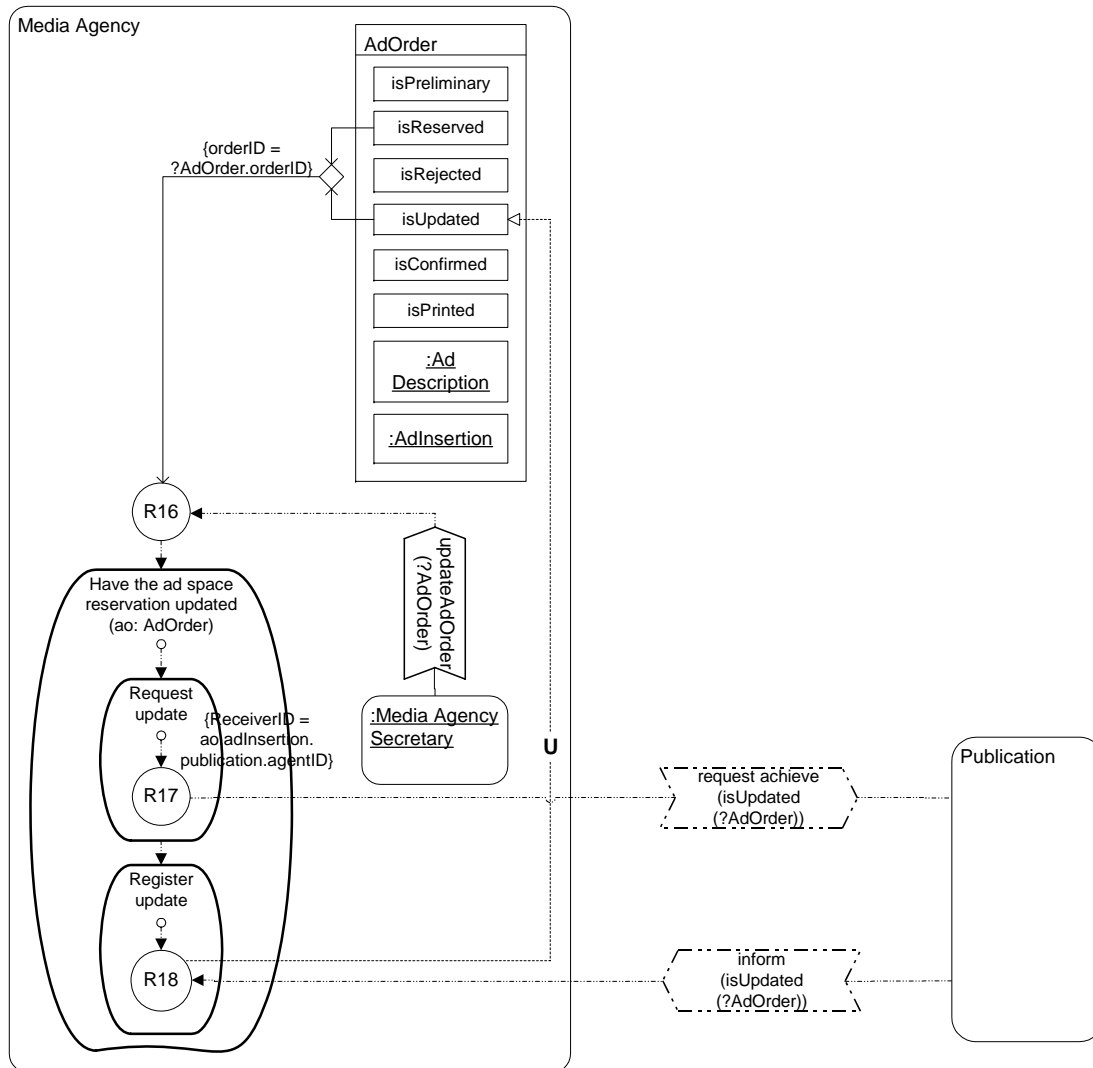 Media Agency
AdOrder
isPreliminary
isReserved
{orderID =
?AdOrder.orderID}
isRejected
isUpdated
isConfirmed
isPrinted
:Ad
Description
:AdInsertion
R16
updateAdOrder
(?AdOrder)
Have the ad space
reservation updated
(ao: AdOrder)
Request
update
{ReceiverID =
ao.adInsertion.
publication.agentID}
R17
:Media Agency
Secretary
U
request achieve
(isUpdated
(?AdOrder))
Publication
Register
update
R18
inform
(isUpdated
(?AdOrder))